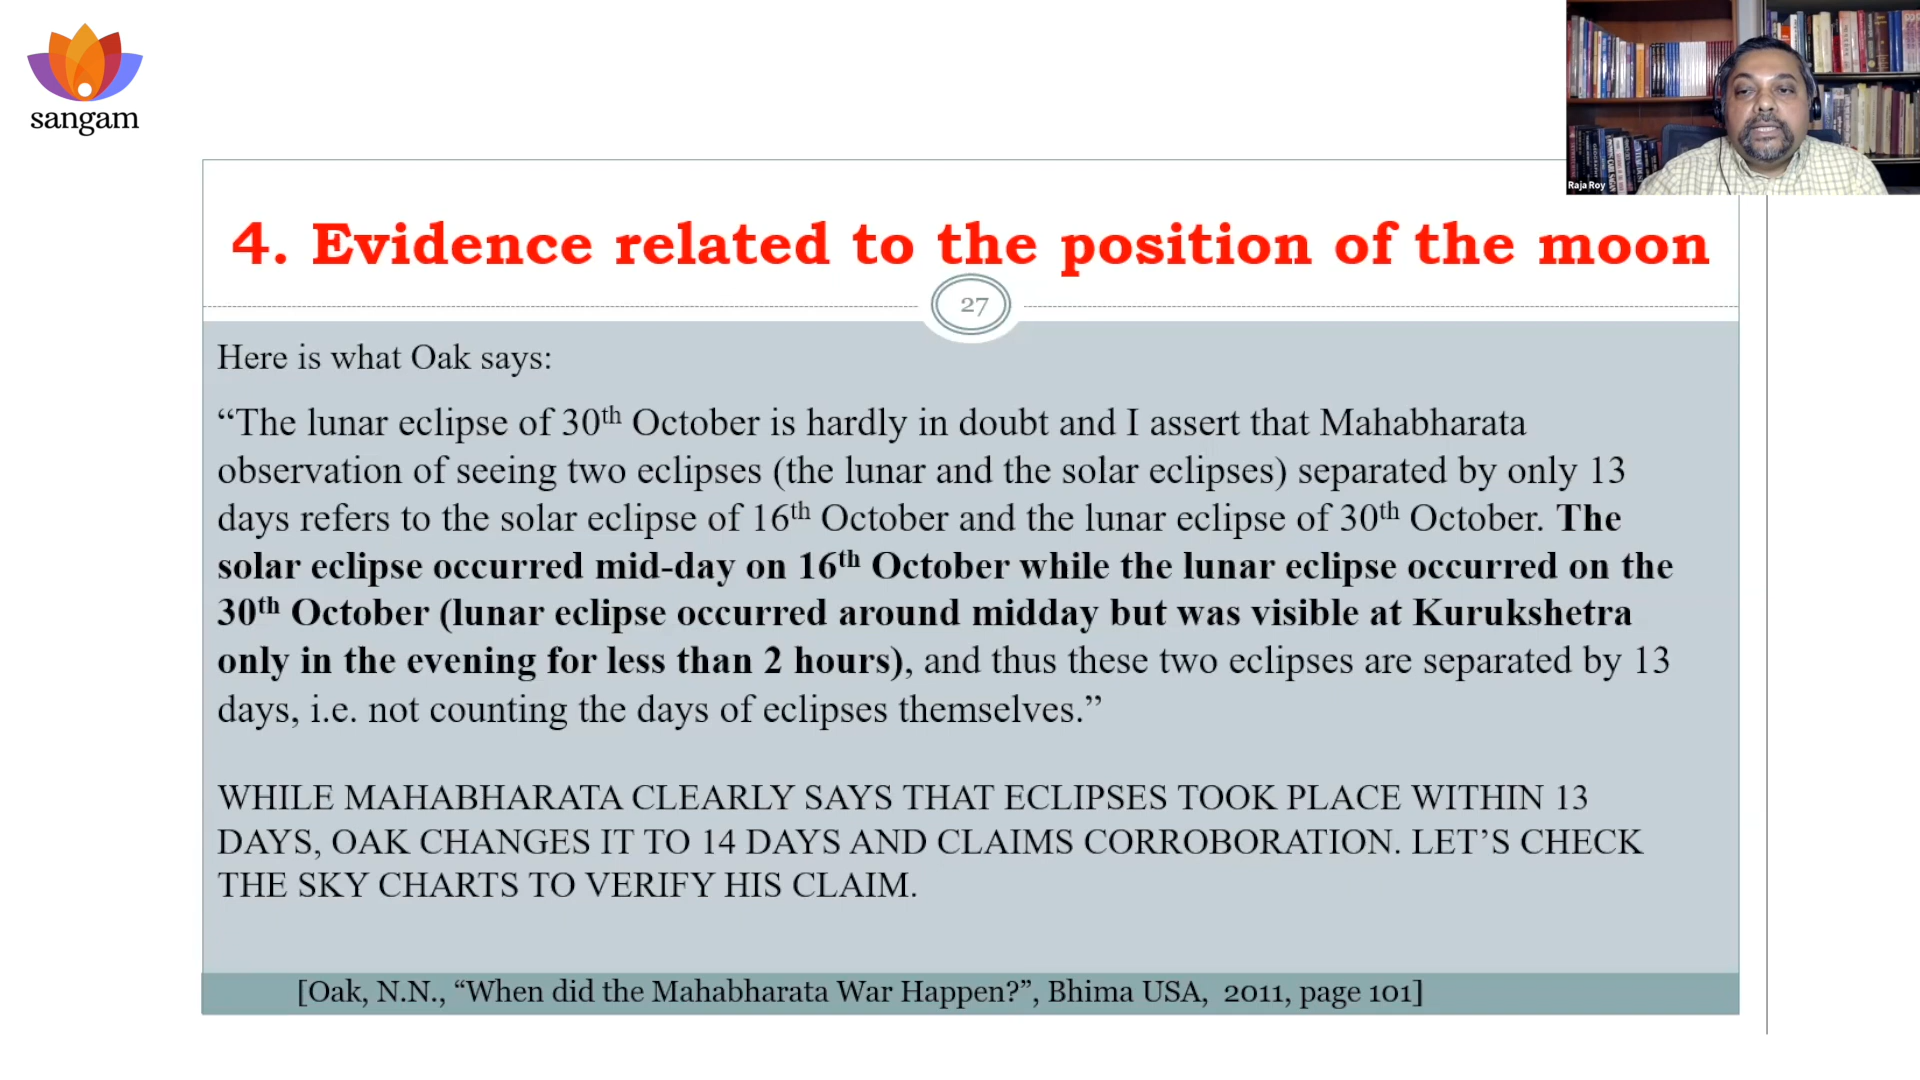 sangam
Raja Roy
4. Evidence related to the position of the moon
27
Here is what Oak says:
“The lunar eclipse of 30th October is hardly in doubt and I assert that Mahabharata
observation of seeing two eclipses (the lunar and the solar eclipses) separated by only 13
days refers to the solar eclipse of 16th October and the lunar eclipse of 30th October. The
solar eclipse occurred mid-day on 16th October while the lunar eclipse occurred on the
30th October (lunar eclipse occurred around midday but was visible at Kurukshetra
only in the evening for less than 2 hours), and thus these two eclipses are separated by 13
days, i.e. not counting the days of eclipses themselves.”
WHILE MAHABHARATA CLEARLY SAYS THAT ECLIPSES TOOK PLACE WITHIN 13
DAYS, OAK CHANGES IT TO 14 DAYS AND CLAIMS CORROBORATION. LET’S CHECK
THE SKY CHARTS TO VERIFY HIS CLAIM.
[Oak, N.N., “When did the Mahabharata War Happen?”, Bhima USA, 2011, page 101]